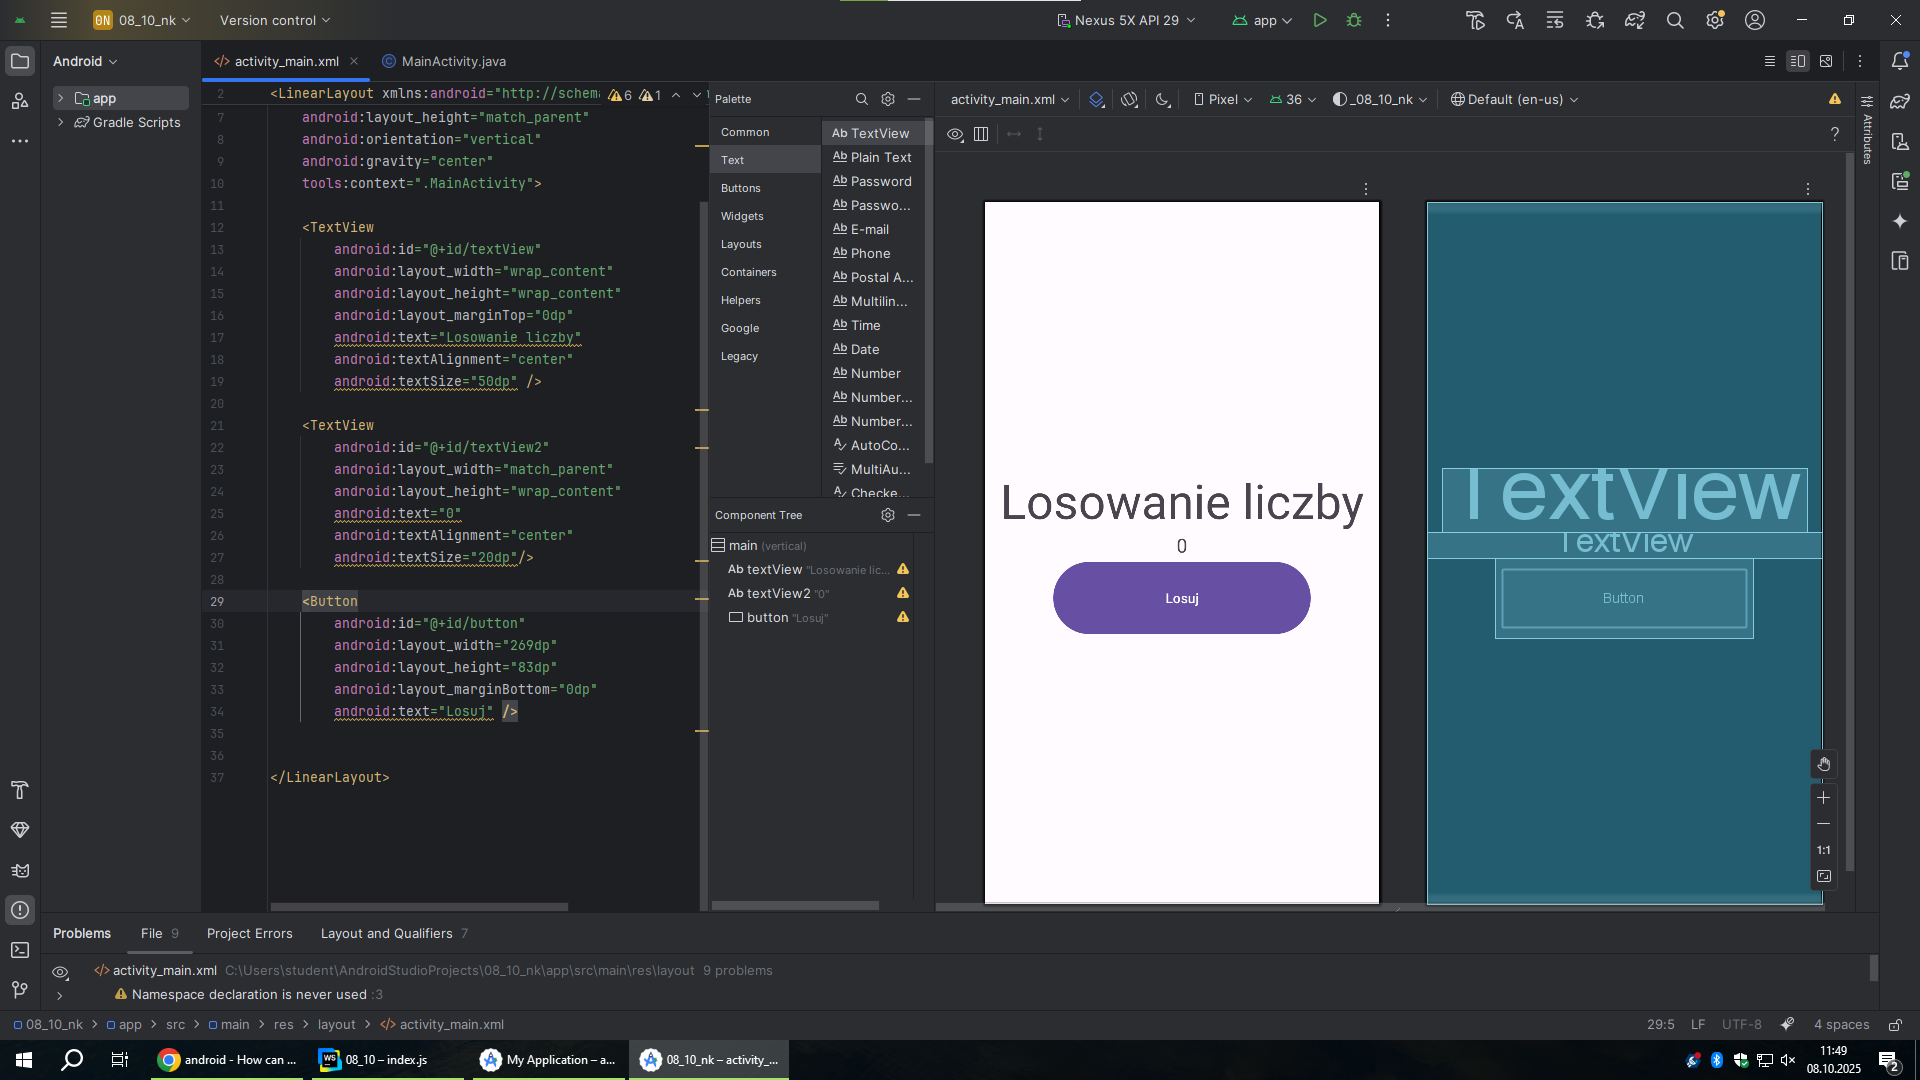 0N 08_10_nk Version control Nexus 5X API 29 app
Android activity_main.xml MainActivity.java
app
Gradle Scripts
2 <LinearLayout xmlns:android="http://schema 6 1
7 android:layout_height="match_parent"
8 android:orientation="vertical"
9 android:gravity="center"
10 tools:context=".MainActivity">
11
12 <TextView
13 android:id="@+id/textView"
14 android:layout_width="wrap_content"
15 android:layout_height="wrap_content"
16 android:layout_marginTop="0dp"
17 android:text="Losowanie liczby"
18 android:textAlignment="center"
19 android:textSize="50dp" />
20
21 <TextView
22 android:id="@+id/textView2"
23 android:layout_width="match_parent"
24 android:layout_height="wrap_content"
25 android:text="0"
26 android:textAlignment="center"
27 android:textSize="20dp"/>
28
29 <Button
30 android:id="@+id/button"
31 android:layout_width="269dp"
32 android:layout_height="83dp"
33 android:layout_marginBottom="0dp"
34 android:text="Losuj" />
35
36
37 </LinearLayout>
Palette
Common
Text
Buttons
Widgets
Layouts
Containers
Helpers
Google
Legacy
Ab TextView
Ab Plain Text
Ab Password
Ab Passwo...
Ab E-mail
Ab Phone
Ab Postal A...
Ab Multilin...
Ab Time
Ab Date
Ab Number
Ab Number...
Ab Number...
AutoCo...
MultiAu...
Checke...
Component Tree
main (vertical)
Ab textView "Losowanie lic...
Ab textView2 "0"
button "Losuj"
activity_main.xml Pixel 36 _08_10_nk Default (en-us)
?
Attributes
Losowanie liczby
0
Losuj
TextView
TextView
Button
1:1
Problems File 9 Project Errors Layout and Qualifiers 7
activity_main.xml C:\Users\student\AndroidStudioProjects\08_10_nk\app\src\main\res\layout 9 problems
Namespace declaration is never used :3
08_10_nk > app > src > main > res > layout > activity_main.xml 29:5 LF UTF-8 4 spaces
android - How can ... WS 08_10 – index.js My Application – a... 08_10_nk – activity_... 11:49
08.10.2025 2